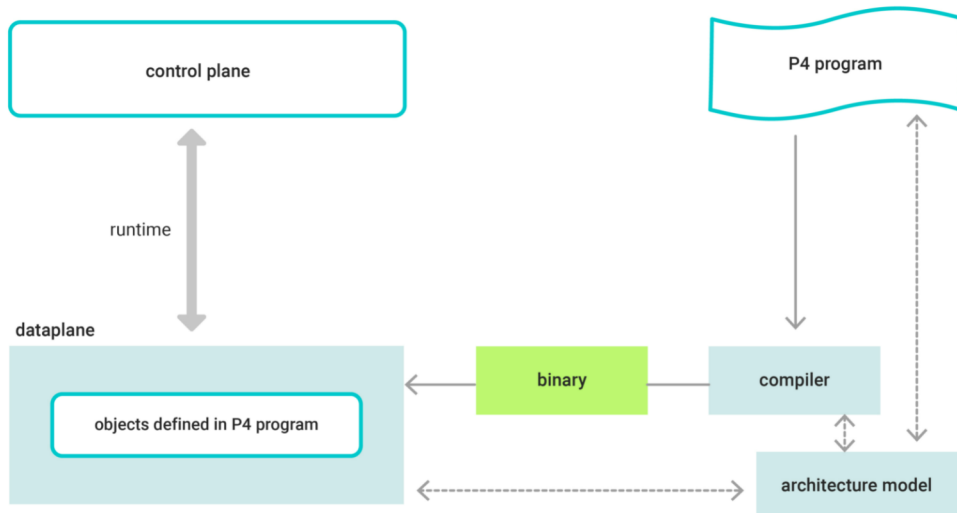 control plane
P4 program
runtime
dataplane
binary
compiler
objects defined in P4 program
architecture model